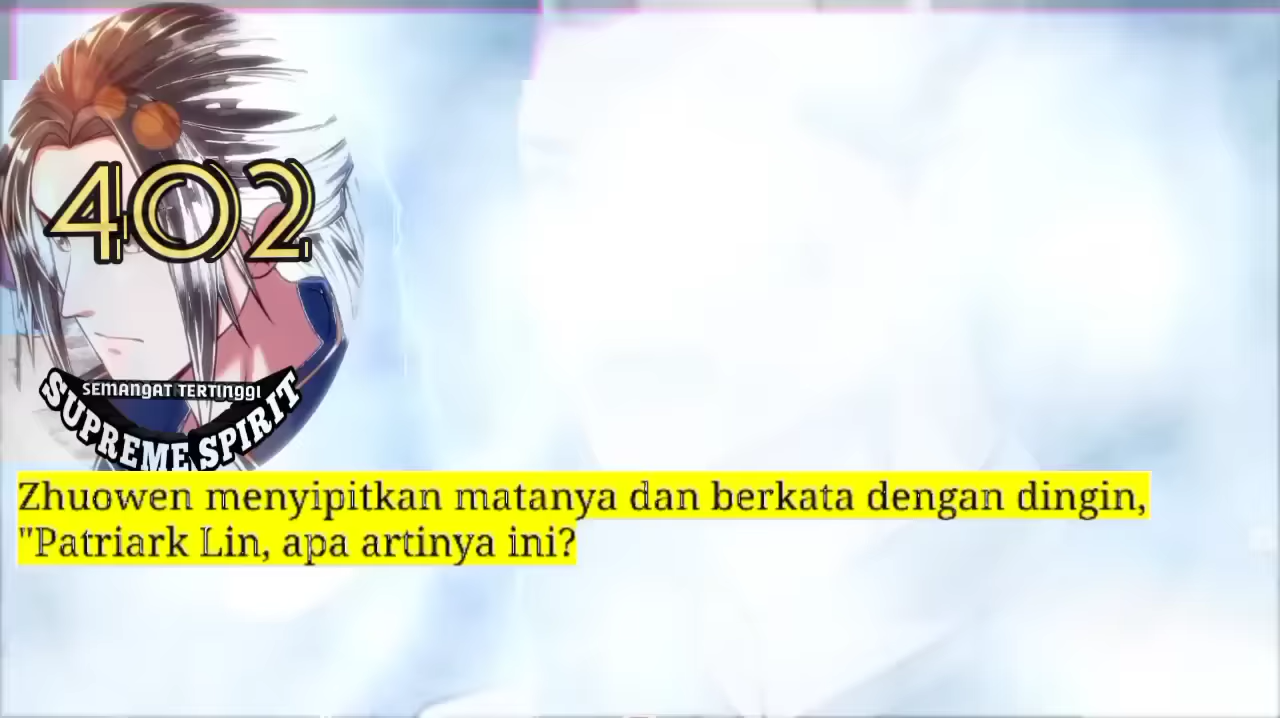 402
SEMANGAT TERTINGGI
SUPREME SPIRIT
Zhuowen menyipitkan matanya dan berkata dengan dingin,
"Patriark Lin, apa artinya ini?